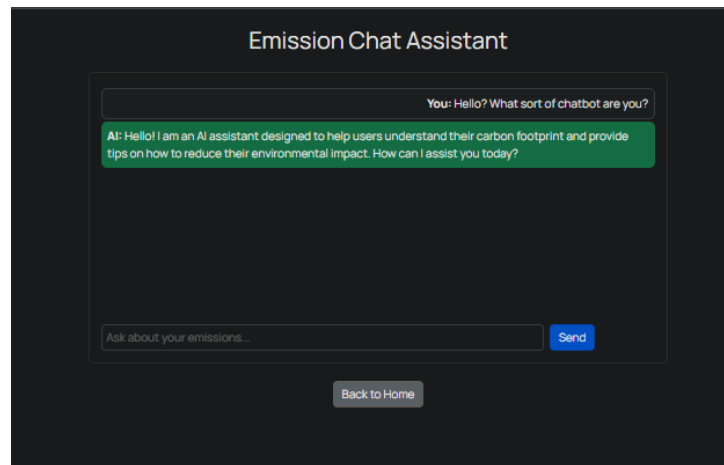 Emission Chat Assistant
You: Hello? What sort of chatbot are you?
AI: Hello! I am an AI assistant designed to help users understand their carbon footprint and provide
tips on how to reduce their environmental impact. How can I assist you today?
Ask about your emissions...
Send
Back to Home